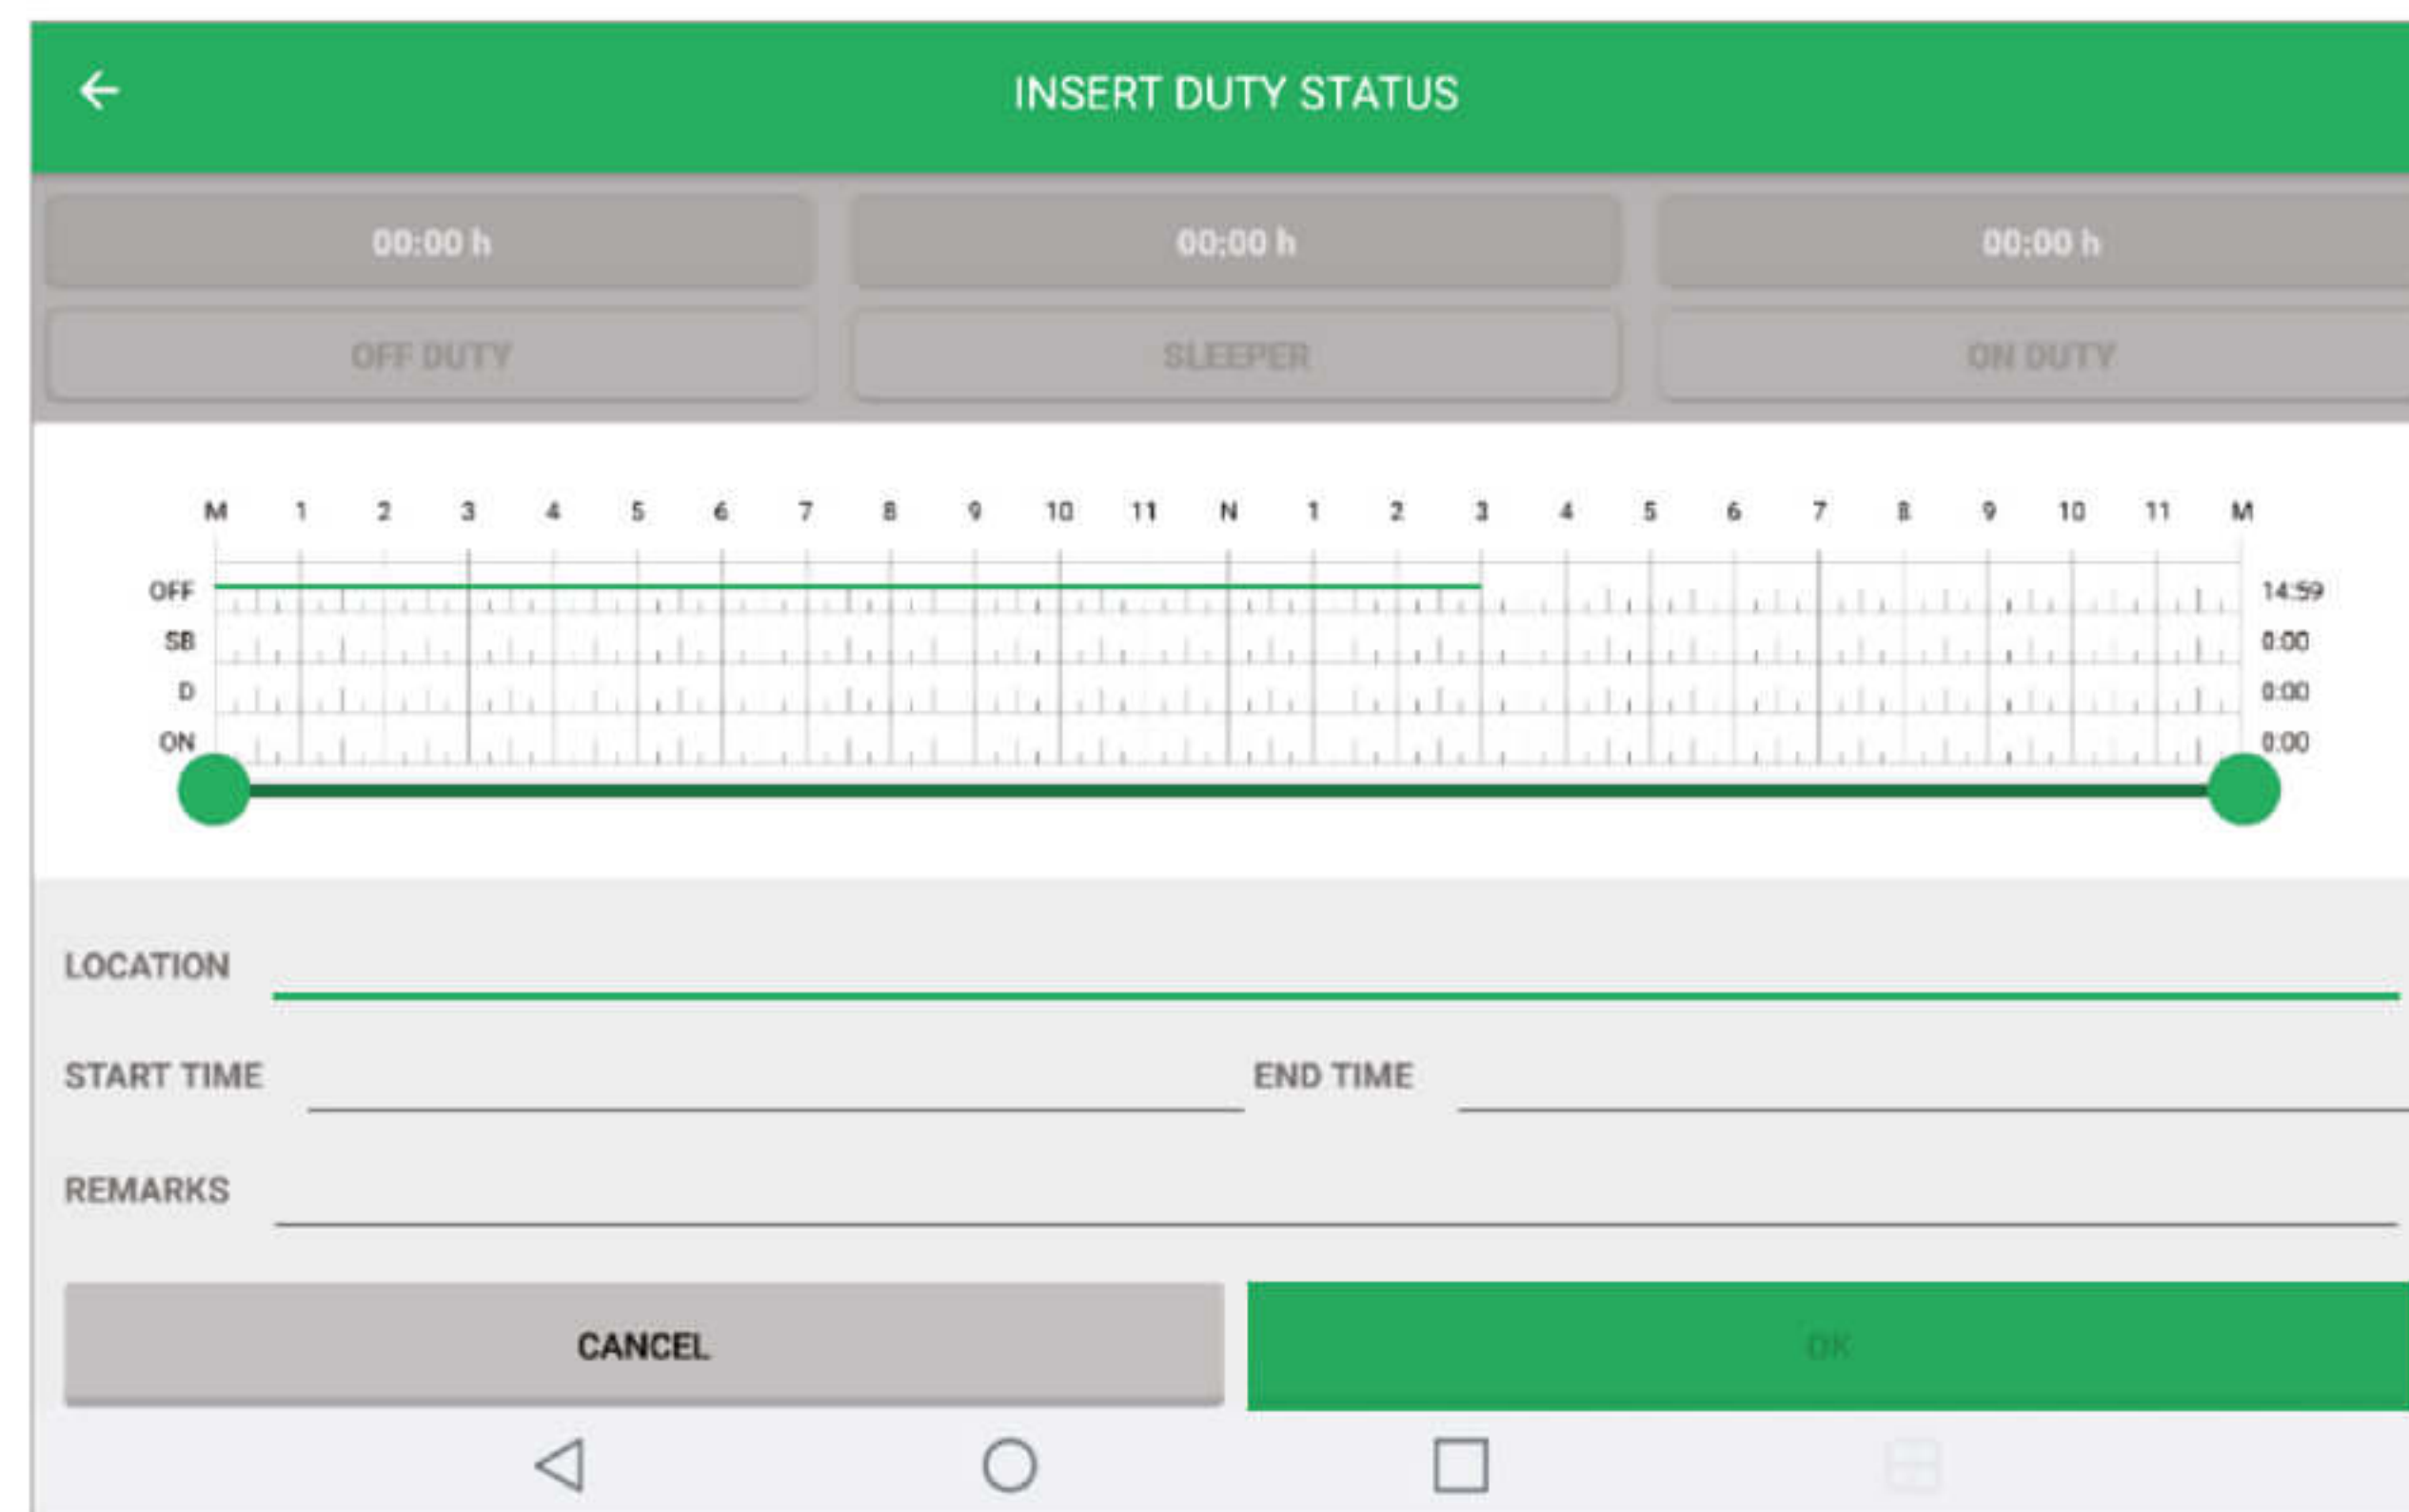 INSERT DUTY STATUS
00:00 h 00:00 h 00:00 h
OFF DUTY SLEEPER ON DUTY
M 1 2 3 4 5 6 7 8 9 10 11 N 1 2 3 4 5 6 7 8 9 10 11 M
OFF 14:59
SB 0:00
D 0:00
ON 0:00
LOCATION
START TIME END TIME
REMARKS
CANCEL OK